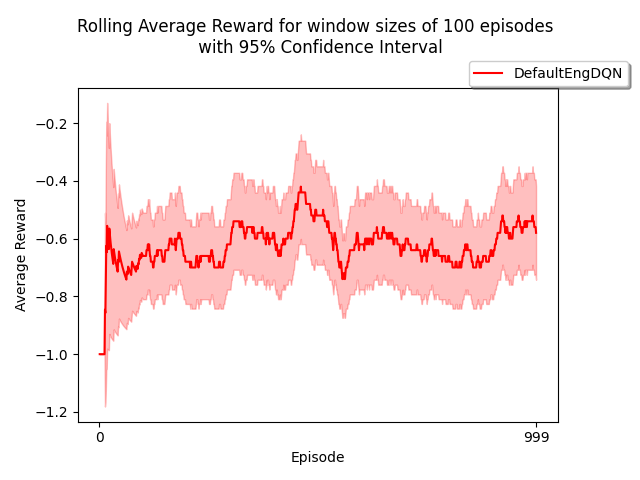 Rolling Average Reward for window sizes of 100 episodes
with 95% Confidence Interval
DefaultEngDQN
Average Reward
−0.2
−0.4
−0.6
−0.8
−1.0
−1.2
0
999
Episode